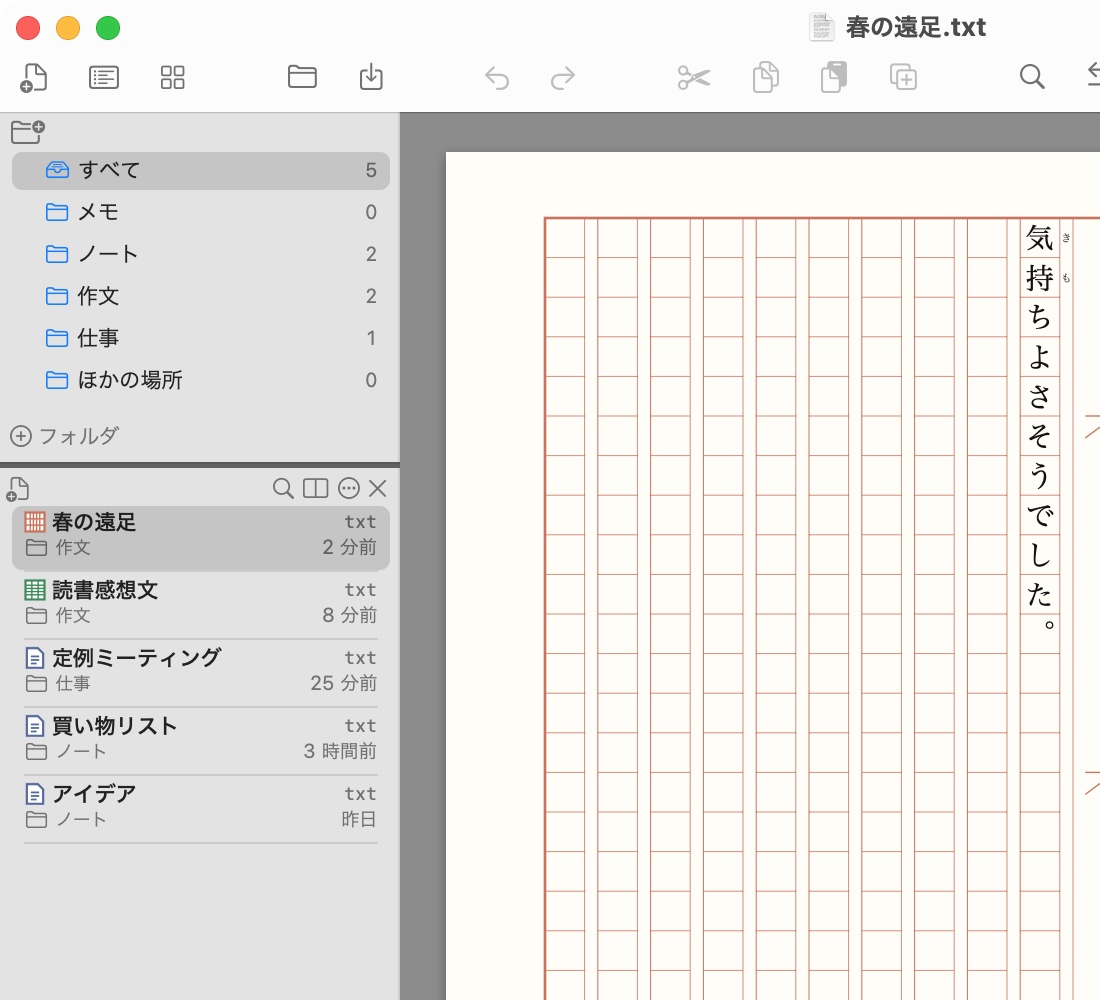 春の遠足.txt
すべて 5
メモ 0
ノート 2
作文 2
仕事 1
ほかの場所 0
フォルダ
春の遠足 txt
作文 2 分前
読書感想文 txt
作文 8 分前
定例ミーティング txt
仕事 25 分前
買い物リスト txt
ノート 3 時間前
アイデア txt
ノート 昨日
気持ちよさそうでした。
きも